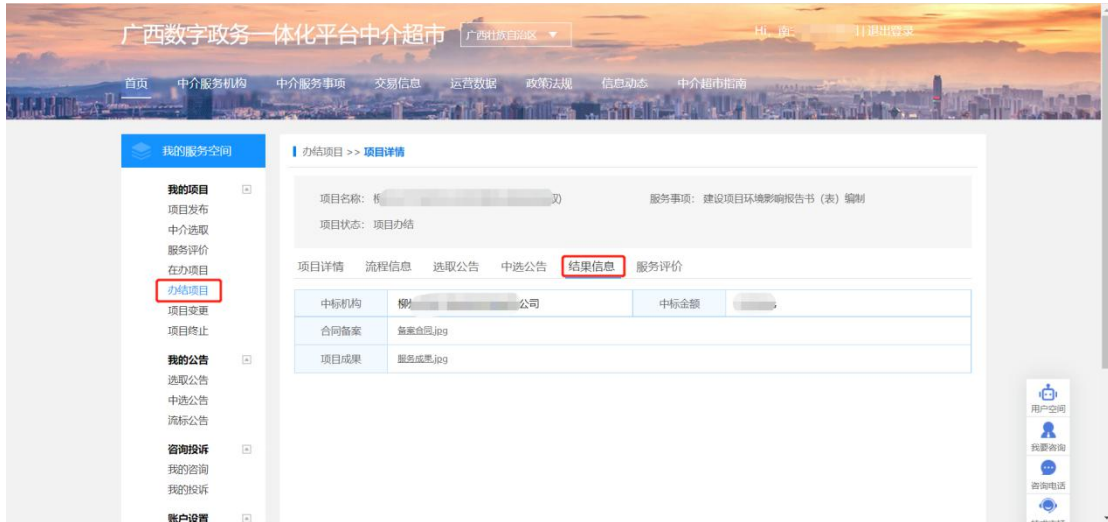 广西数字政务一体化平台中介超市 广西壮族自治区 Hi, 南 退出登录
首页 中介服务机构 中介服务事项 交易信息 运营数据 政策法规 信息动态 中介超市指南
我的服务空间
我的项目
项目发布
中介选取
服务评价
在办项目
办结项目
项目变更
项目终止
我的公告
选取公告
中选公告
流标公告
咨询投诉
我的咨询
我的投诉
账户设置
办结项目 >> 项目详情
项目名称： 服务事项： 建设项目环境影响报告书（表）编制
项目状态： 项目办结
项目详情 流程信息 选取公告 中选公告 结果信息 服务评价
中标机构 柳 公司 中标金额
合同备案 备案合同.jpg
项目成果 服务成果.jpg
用户空间
我要咨询
咨询电话